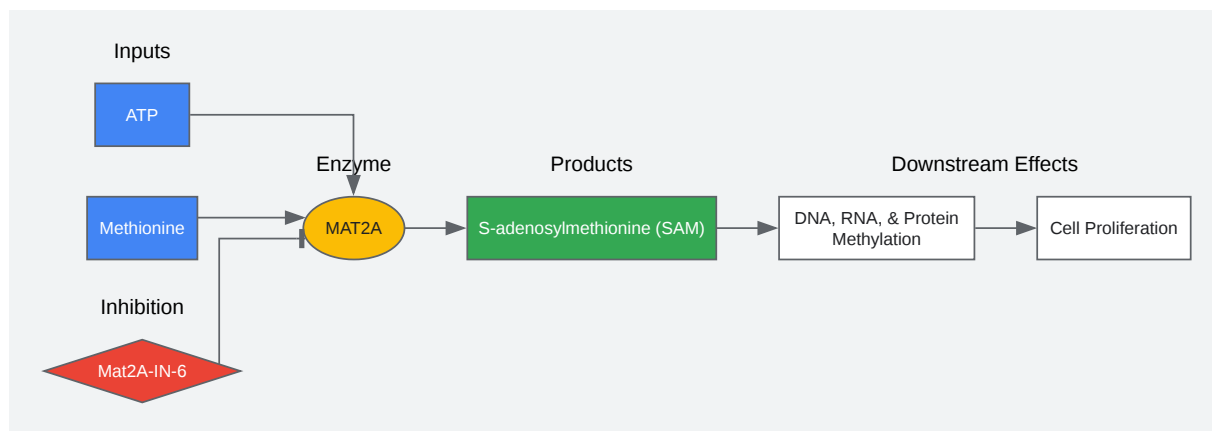 Inputs
ATP
Enzyme
Products
Downstream Effects
Methionine
MAT2A
S-adenosylmethionine (SAM)
DNA, RNA, & Protein
Methylation
Cell Proliferation
Inhibition
Mat2A-IN-6